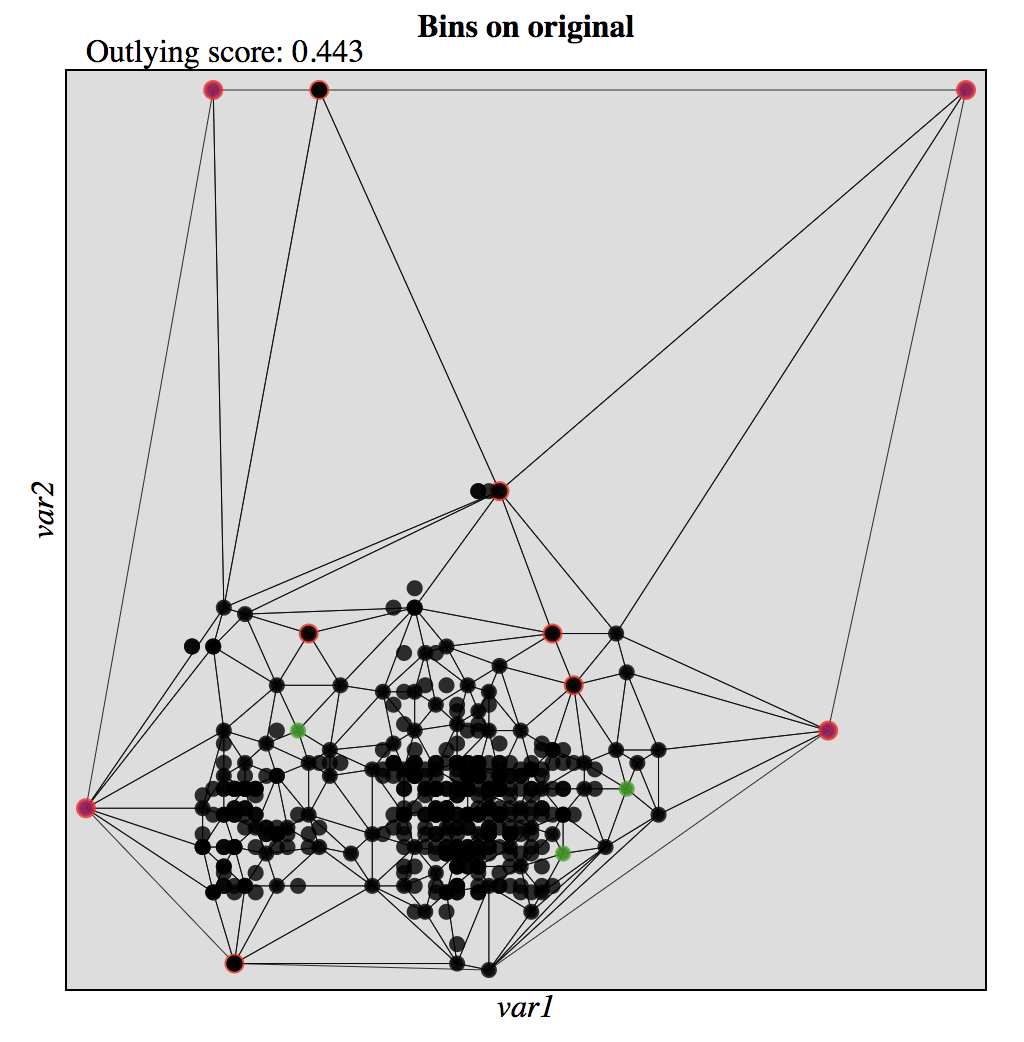 Bins on original
Outlying score: 0.443
var2
var1